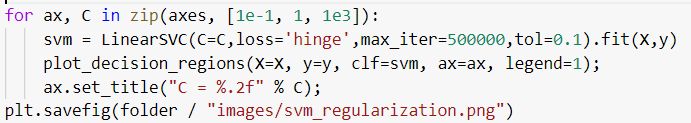 for ax, C in zip(axes, [1e-1, 1, 1e3]):
    svm = LinearSVC(C=C,loss='hinge',max_iter=500000,tol=0.1).fit(X,y)
    plot_decision_regions(X=X, y=y, clf=svm, ax=ax, legend=1);
    ax.set_title("C = %.2f" % C);
plt.savefig(folder / "images/svm_regularization.png")